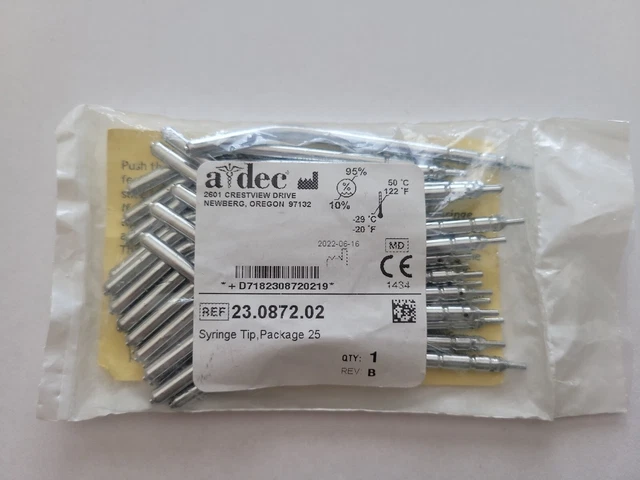 Push th
a-dec
2601 CRESTVIEW DRIVE
NEWBERG, OREGON 97132
95%
%
10%
50 °C
122 °F
-29 °C
-20 °F
2022-06-16
MD
CE
1434
*+D7182308720219*
REF 23.0872.02
Syringe Tip,Package 25
QTY: 1
REV: B